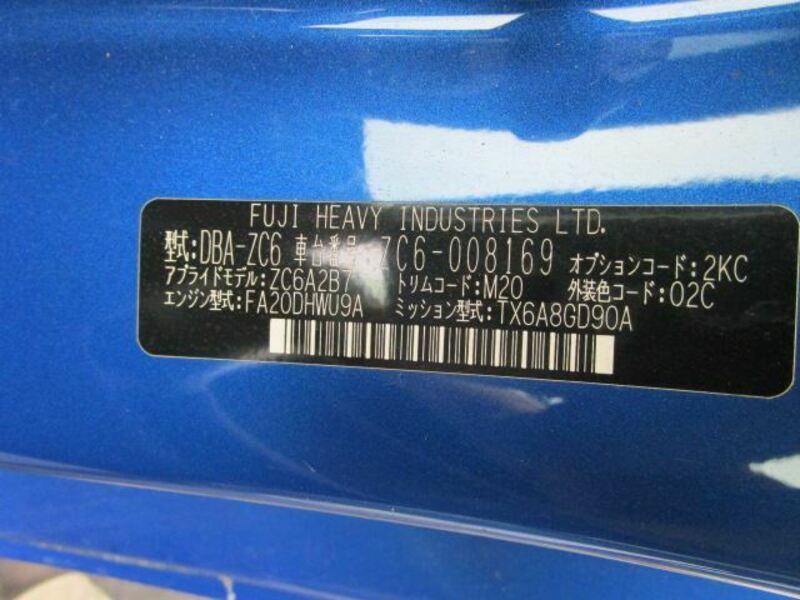 FUJI HEAVY INDUSTRIES LTD.
型式:DBA-ZC6 車台番号:ZC6-008169 オプションコード:2KC
アプライドモデル:ZC6A2B7 トリムコード:M20 外装色コード:02C
エンジン型式:FA20DHWU9A ミッション型式:TX6A8GD90A